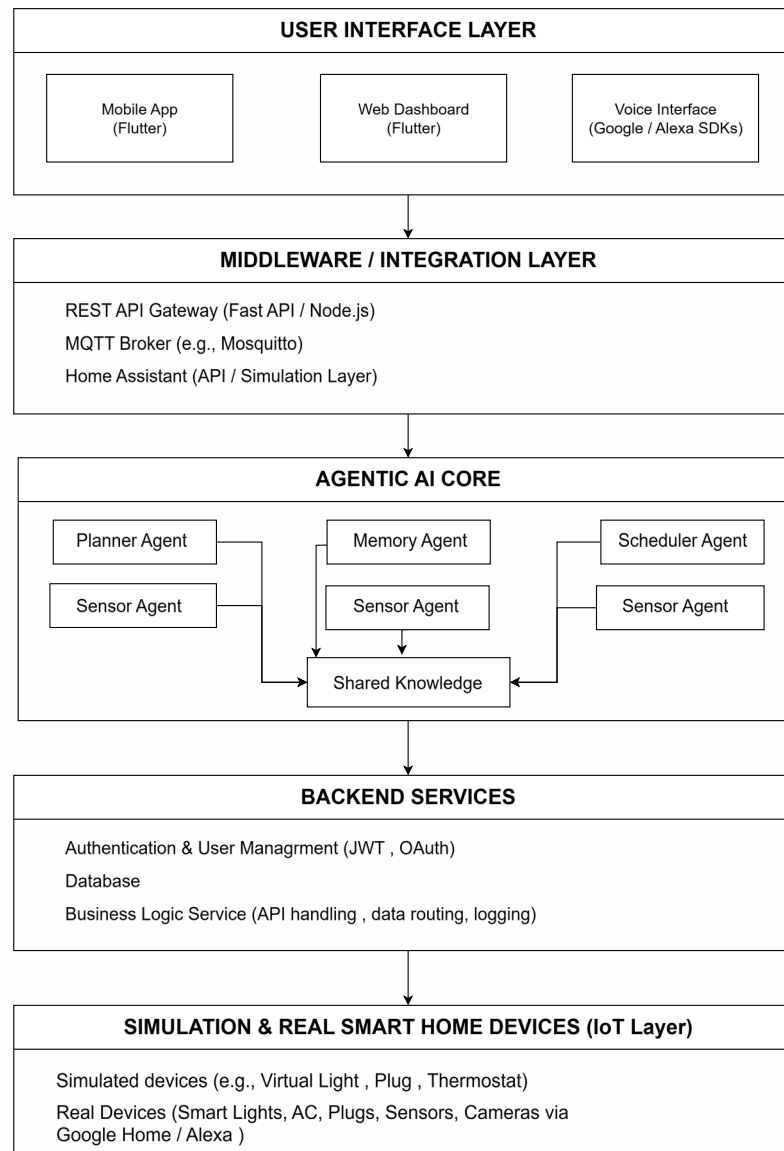 USER INTERFACE LAYER
Mobile App
(Flutter)
Web Dashboard
(Flutter)
Voice Interface
(Google / Alexa SDKs)
MIDDLEWARE / INTEGRATION LAYER
REST API Gateway (Fast API / Node.js)
MQTT Broker (e.g., Mosquitto)
Home Assistant (API / Simulation Layer)
AGENTIC AI CORE
Planner Agent
Memory Agent
Scheduler Agent
Sensor Agent
Sensor Agent
Sensor Agent
Shared Knowledge
BACKEND SERVICES
Authentication & User Managrment (JWT , OAuth)
Database
Business Logic Service (API handling , data routing, logging)
SIMULATION & REAL SMART HOME DEVICES (IoT Layer)
Simulated devices (e.g., Virtual Light , Plug , Thermostat)
Real Devices (Smart Lights, AC, Plugs, Sensors, Cameras via
Google Home / Alexa )